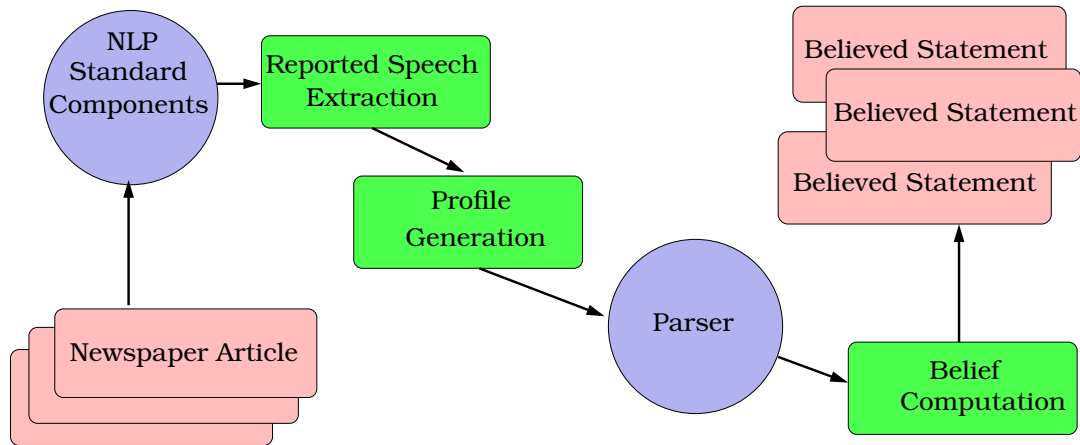 NLP
Standard
Components
Reported Speech
Extraction
Profile
Generation
Parser
Belief
Computation
Believed Statement
Believed Statement
Believed Statement
Newspaper Article